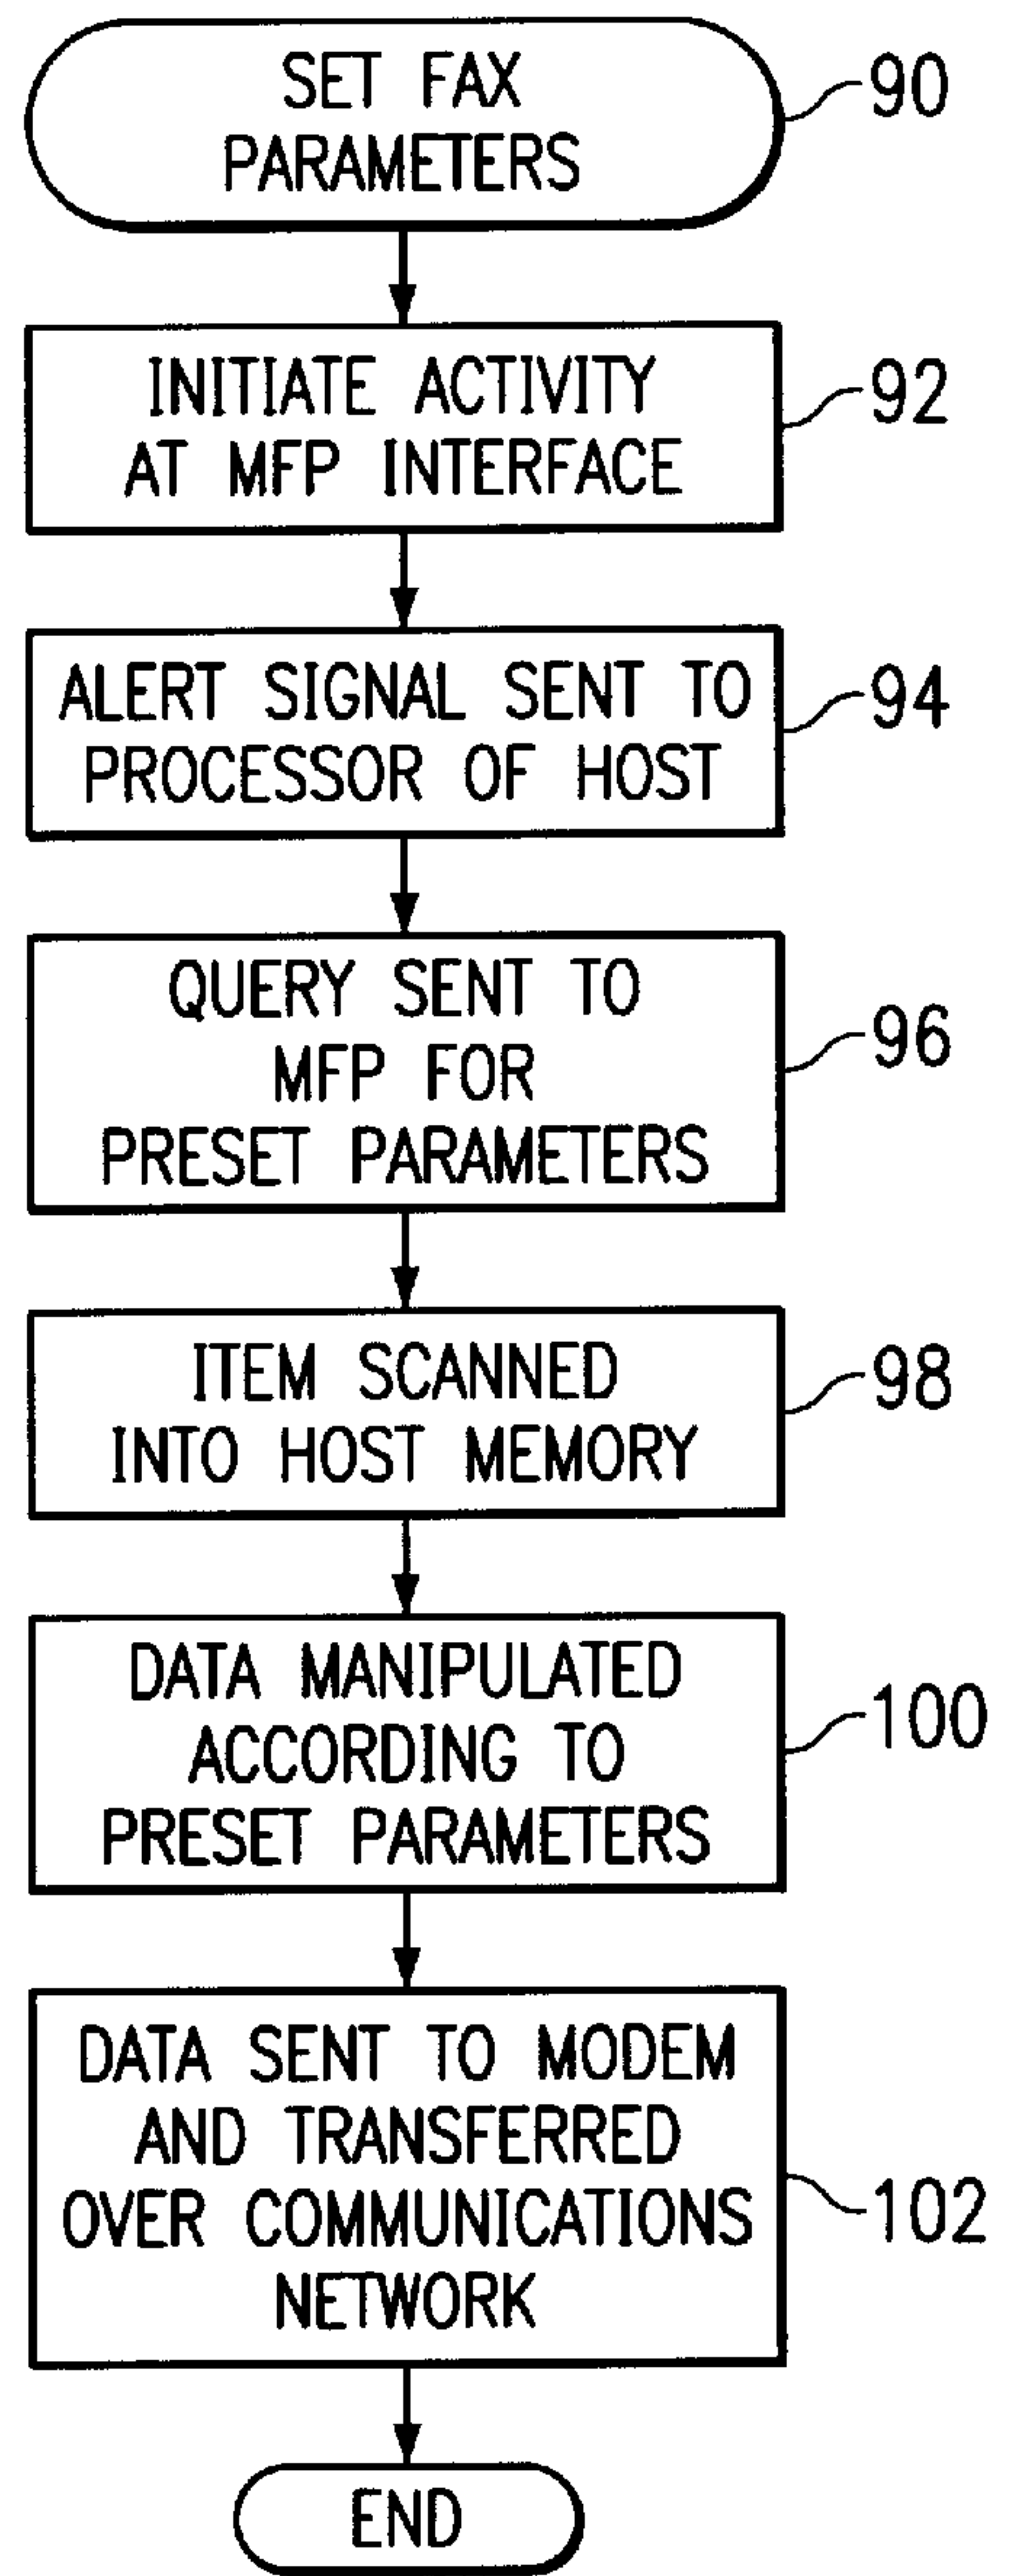 SET FAX
PARAMETERS
90
INITIATE ACTIVITY
AT MFP INTERFACE
92
ALERT SIGNAL SENT TO
PROCESSOR OF HOST
94
QUERY SENT TO
MFP FOR
PRESET PARAMETERS
96
ITEM SCANNED
INTO HOST MEMORY
98
DATA MANIPULATED
ACCORDING TO
PRESET PARAMETERS
100
DATA SENT TO MODEM
AND TRANSFERRED
OVER COMMUNICATIONS
NETWORK
102
END